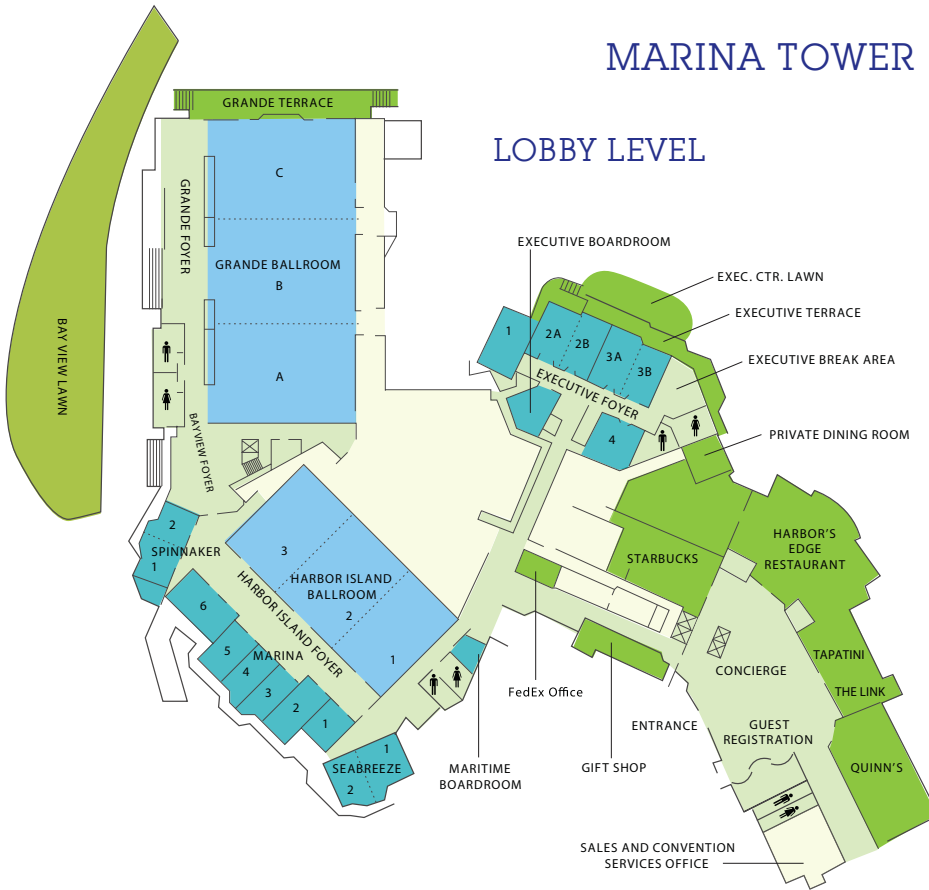 MARINA TOWER
LOBBY LEVEL
GRANDE TERRACE
C
GRANDE FOYER
GRANDE BALLROOM
B
A
BAY VIEW LAWN
BAYVIEW FOYER
EXECUTIVE BOARDROOM
EXEC. CTR. LAWN
EXECUTIVE TERRACE
EXECUTIVE BREAK AREA
PRIVATE DINING ROOM
1
2A
2B
3A
3B
EXECUTIVE FOYER
4
2
SPINNAKER
1
3
HARBOR ISLAND
BALLROOM
2
1
HARBOR ISLAND FOYER
6
5
MARINA
4
3
2
1
1
SEABREEZE
2
MARITIME
BOARDROOM
STARBUCKS
HARBOR'S
EDGE
RESTAURANT
FedEx Office
GIFT SHOP
ENTRANCE
CONCIERGE
TAPATINI
THE LINK
GUEST
REGISTRATION
QUINN'S
SALES AND CONVENTION
SERVICES OFFICE